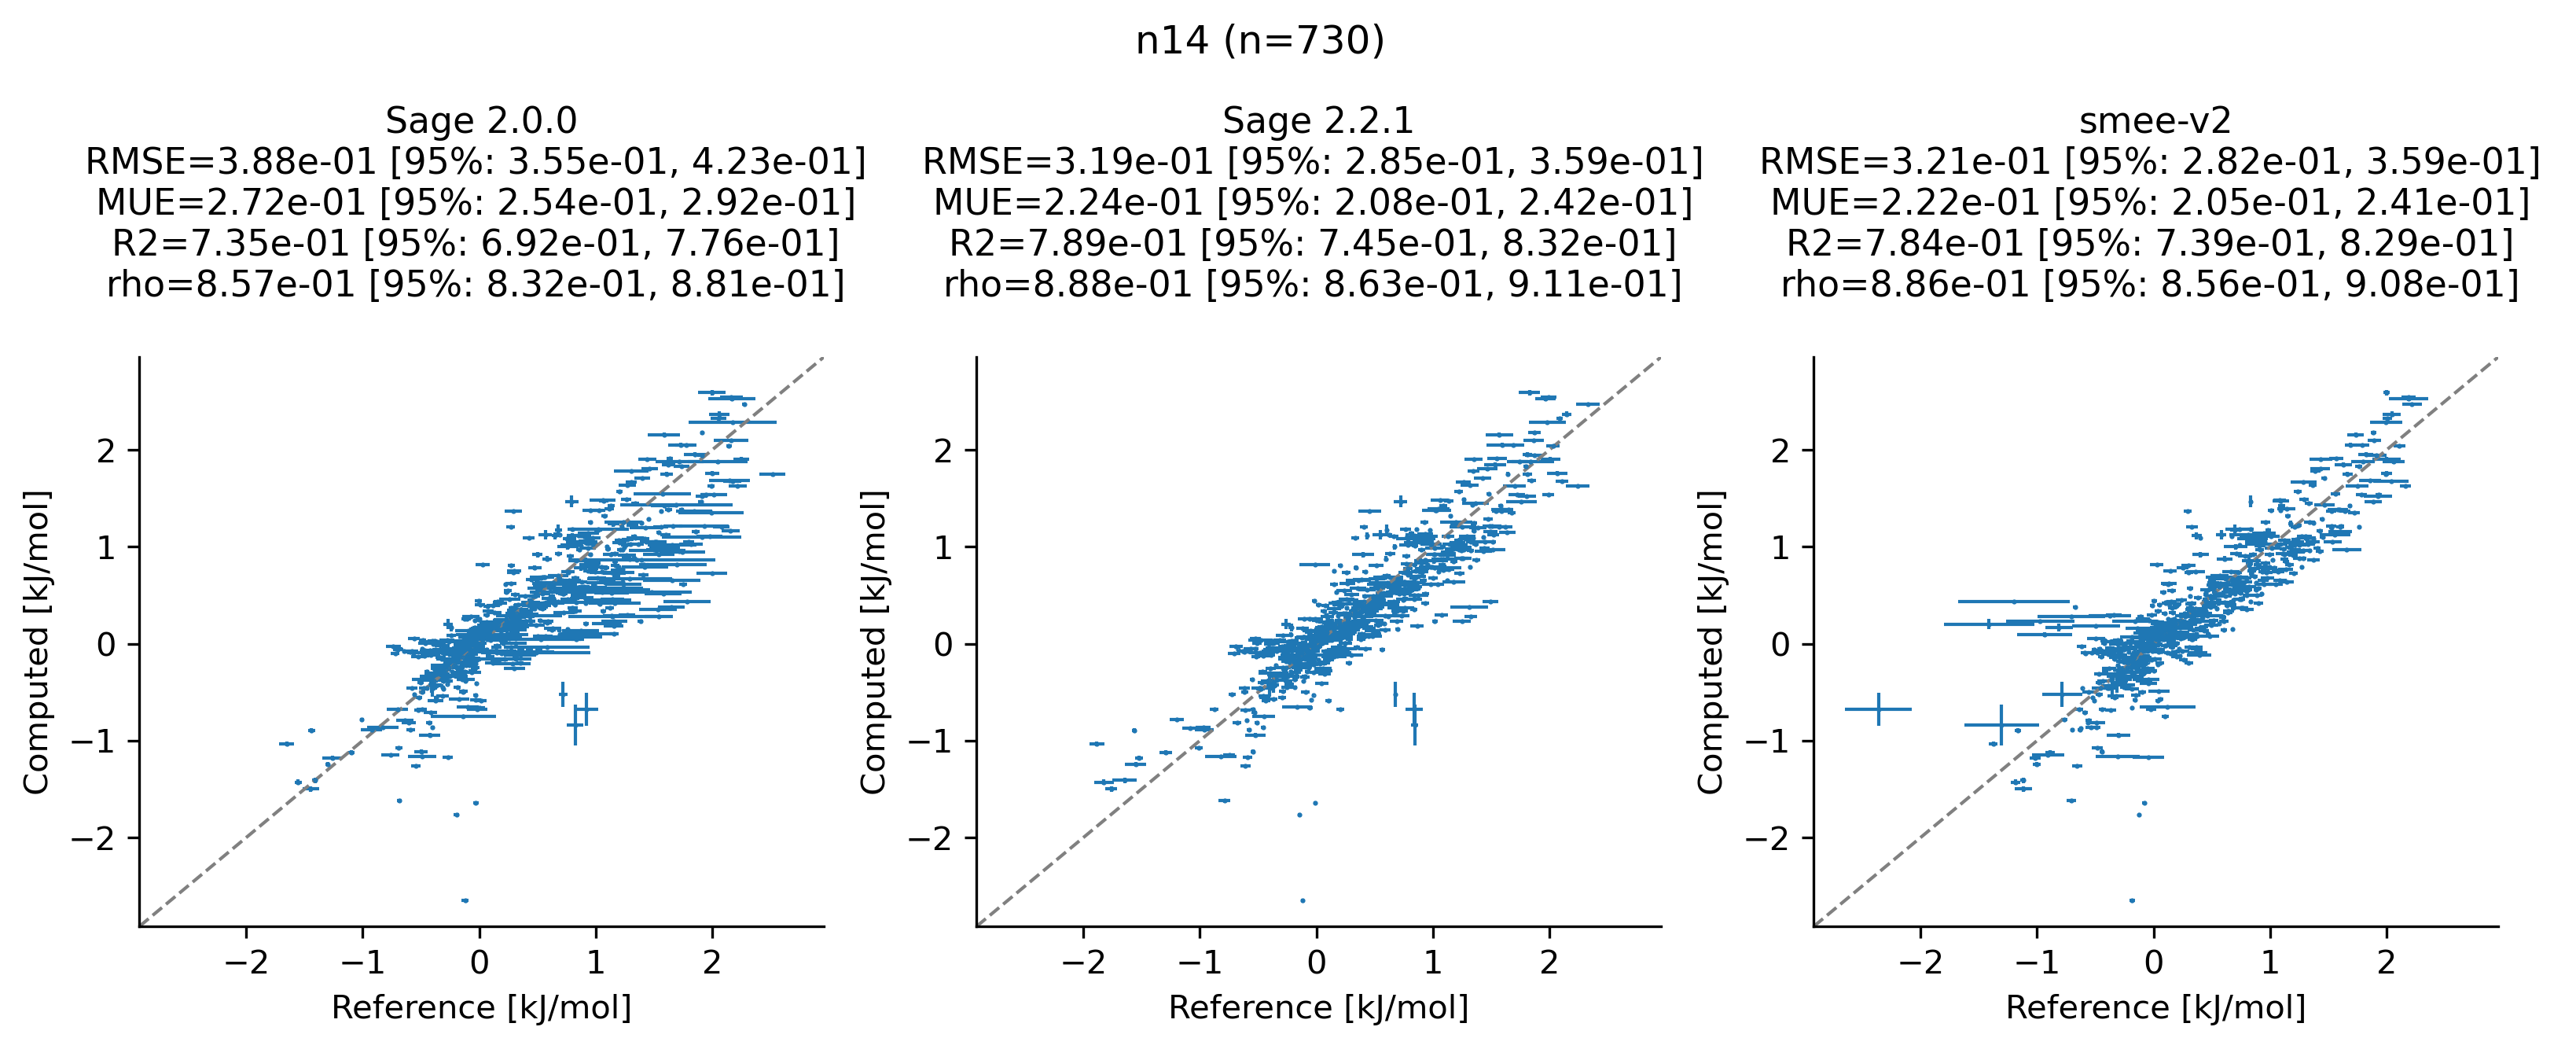 n14 (n=730)
Sage 2.0.0
RMSE=3.88e-01 [95%: 3.55e-01, 4.23e-01]
MUE=2.72e-01 [95%: 2.54e-01, 2.92e-01]
R2=7.35e-01 [95%: 6.92e-01, 7.76e-01]
rho=8.57e-01 [95%: 8.32e-01, 8.81e-01]
Computed [kJ/mol]
2
1
0
−1
−2
−2 −1 0 1 2
Reference [kJ/mol]
Sage 2.2.1
RMSE=3.19e-01 [95%: 2.85e-01, 3.59e-01]
MUE=2.24e-01 [95%: 2.08e-01, 2.42e-01]
R2=7.89e-01 [95%: 7.45e-01, 8.32e-01]
rho=8.88e-01 [95%: 8.63e-01, 9.11e-01]
Computed [kJ/mol]
2
1
0
−1
−2
−2 −1 0 1 2
Reference [kJ/mol]
smee-v2
RMSE=3.21e-01 [95%: 2.82e-01, 3.59e-01]
MUE=2.22e-01 [95%: 2.05e-01, 2.41e-01]
R2=7.84e-01 [95%: 7.39e-01, 8.29e-01]
rho=8.86e-01 [95%: 8.56e-01, 9.08e-01]
Computed [kJ/mol]
2
1
0
−1
−2
−2 −1 0 1 2
Reference [kJ/mol]